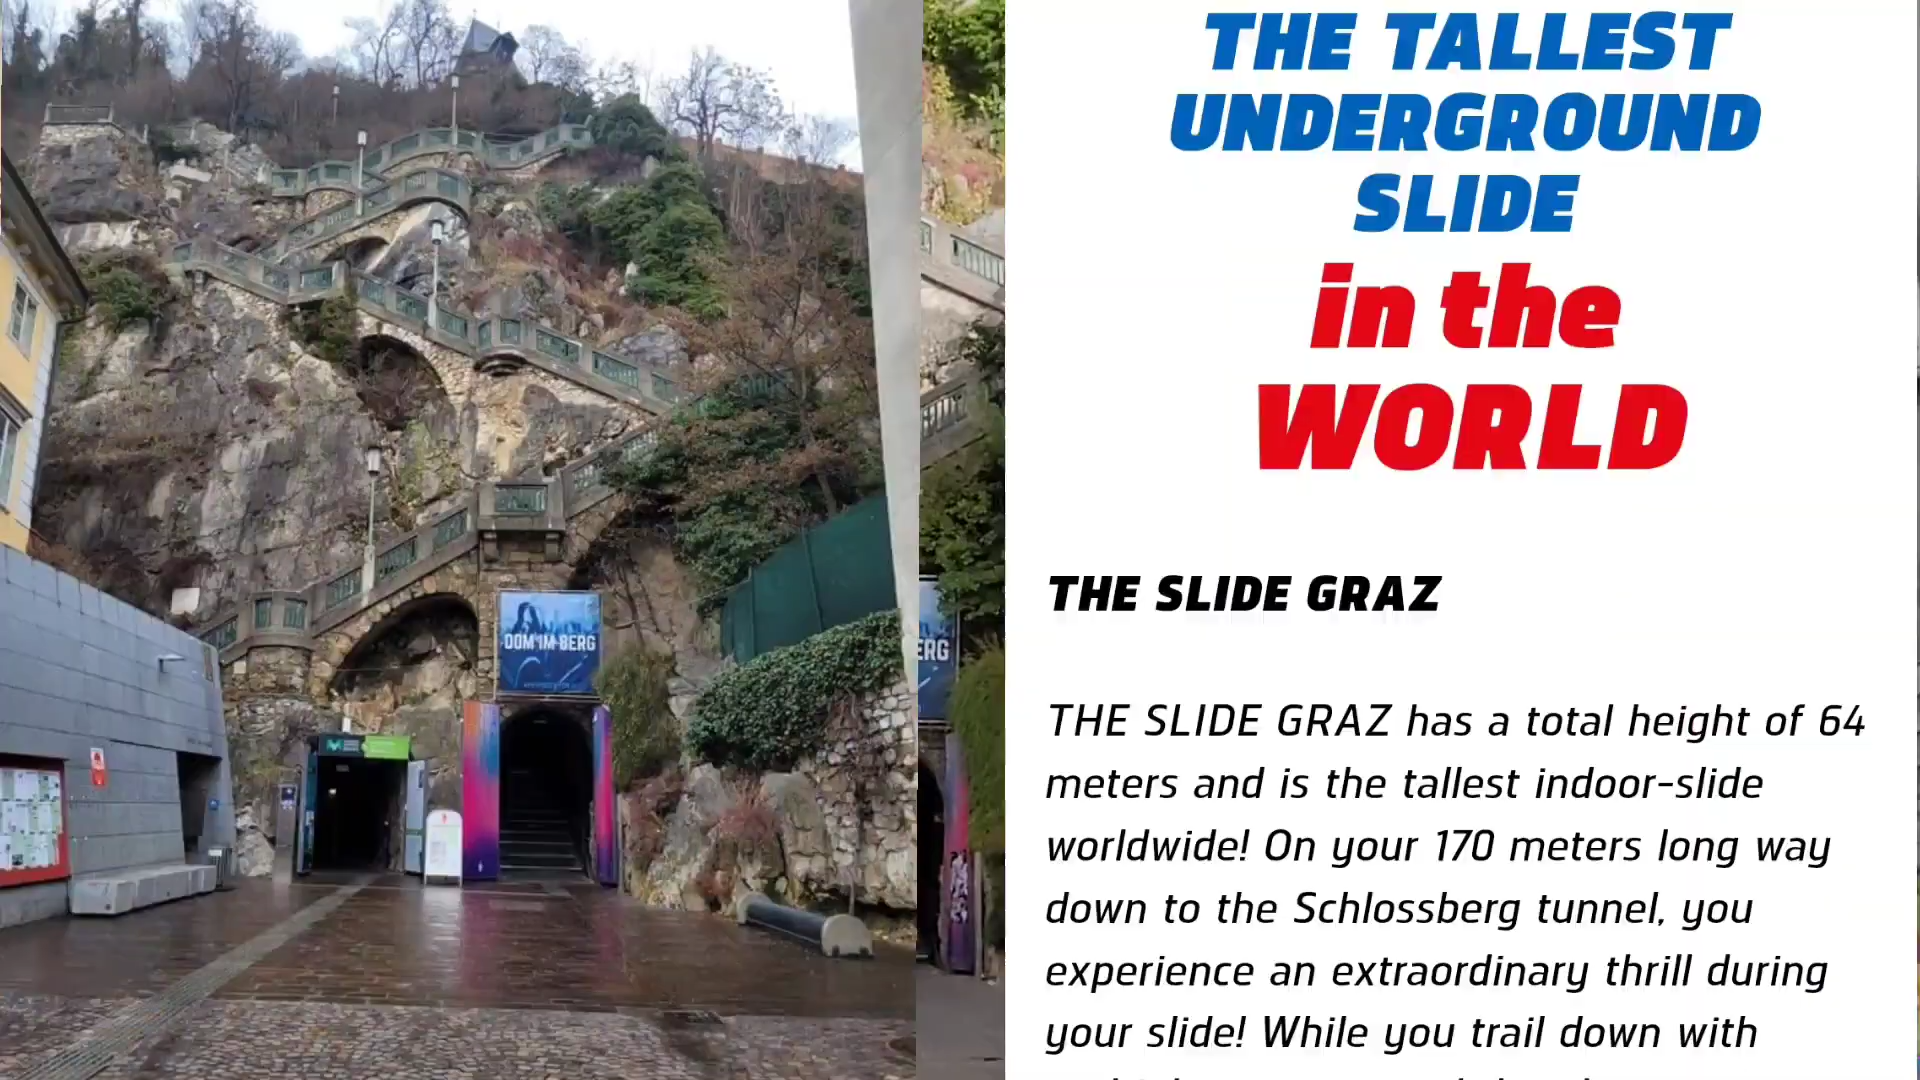 DOM IM BERG
ERG
THE TALLEST
UNDERGROUND
SLIDE
in the
WORLD
THE SLIDE GRAZ
THE SLIDE GRAZ has a total height of 64
meters and is the tallest indoor-slide
worldwide! On your 170 meters long way
down to the Schlossberg tunnel, you
experience an extraordinary thrill during
your slide! While you trail down with